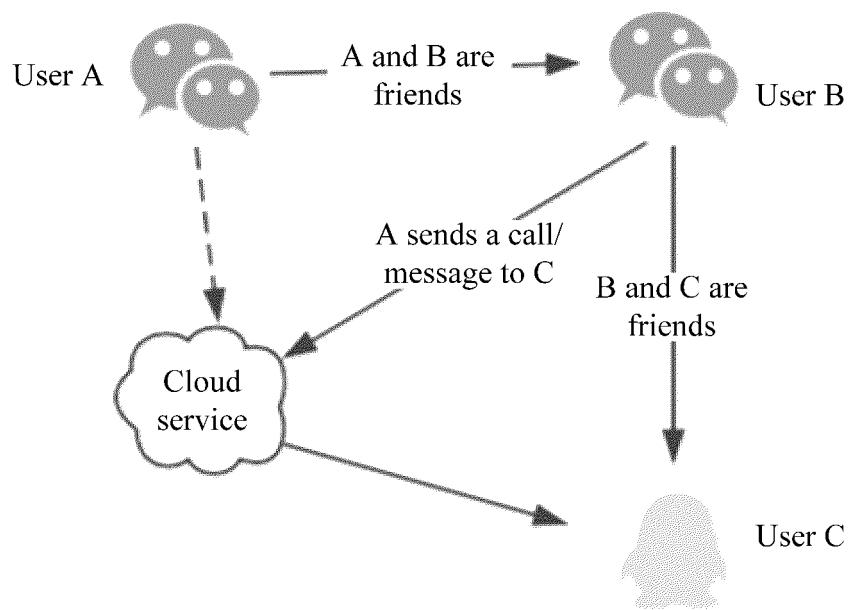 User A
A and B are
friends
User B
A sends a call/
message to C
B and C are
friends
Cloud
service
User C